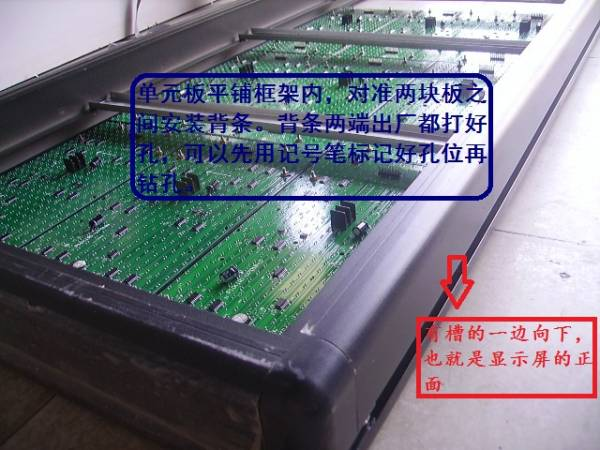 单元板平铺框架内，对准两块板之
间安装背条。背条两端出厂都打好
孔，可以先用记号笔标记好孔位再
钻孔。
有槽的一边向下，
也就是显示屏的正
面